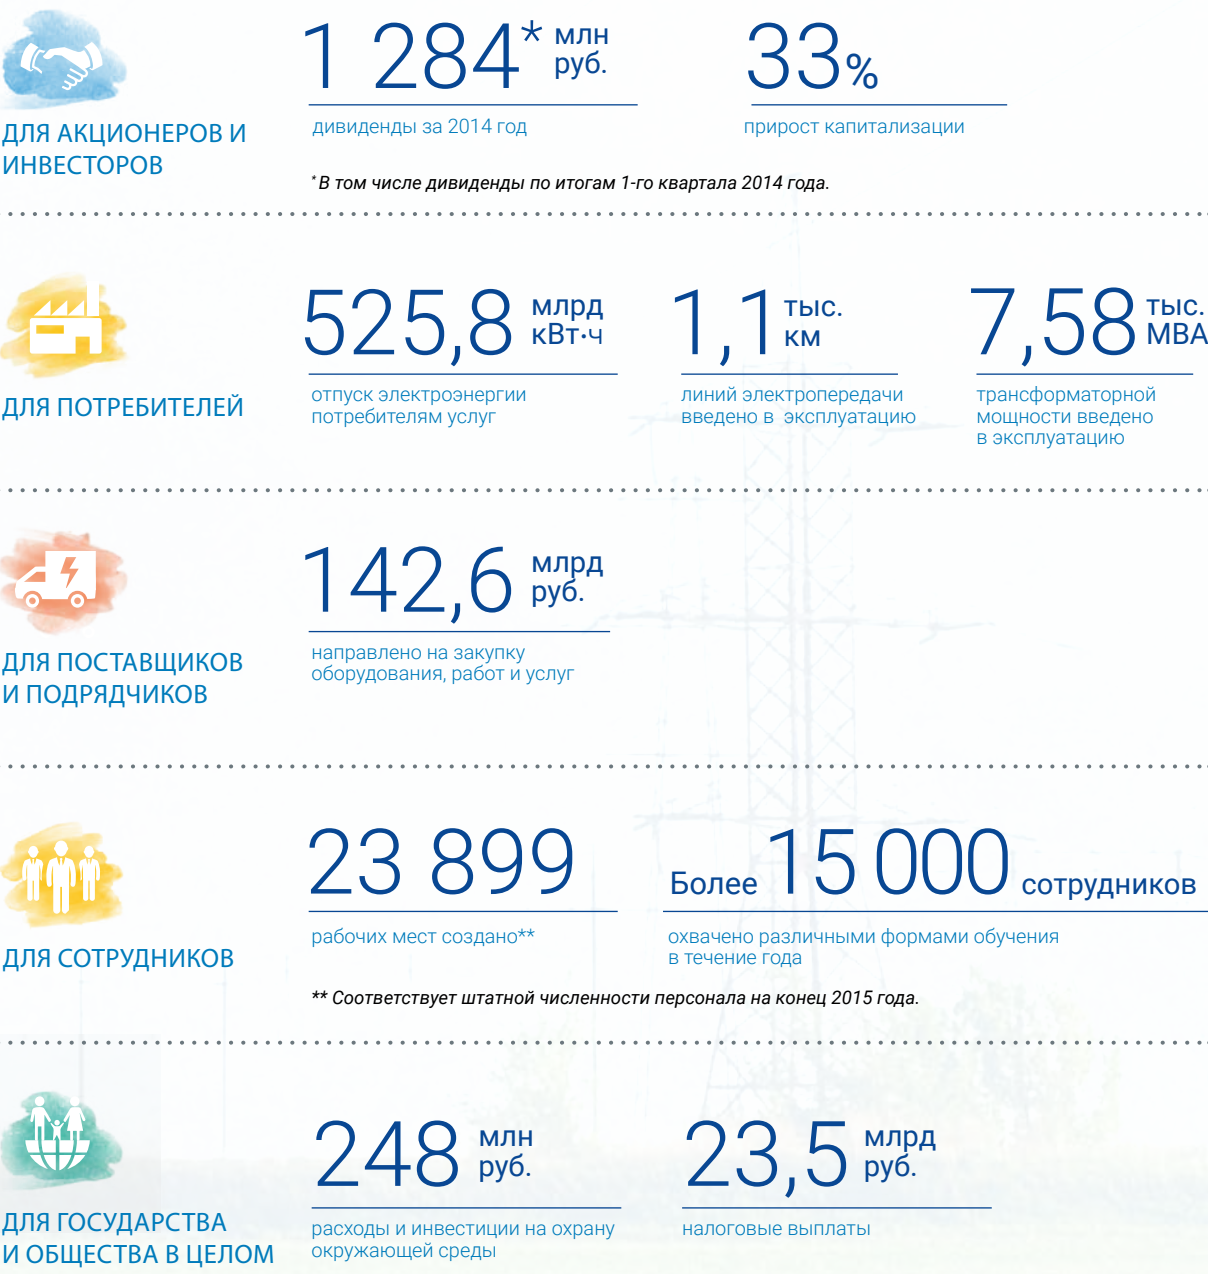 ДЛЯ АКЦИОНЕРОВ И
ИНВЕСТОРОВ
1 284* млн
руб.
дивиденды за 2014 год
33%
прирост капитализации
* В том числе дивиденды по итогам 1-го квартала 2014 года.
ДЛЯ ПОТРЕБИТЕЛЕЙ
525,8 млрд
кВт·ч
отпуск электроэнергии
потребителям услуг
1,1 тыс.
км
линий электропередачи
введено в эксплуатацию
7,58 тыс.
МВА
трансформаторной
мощности введено
в эксплуатацию
ДЛЯ ПОСТАВЩИКОВ
И ПОДРЯДЧИКОВ
142,6 млрд
руб.
направлено на закупку
оборудования, работ и услуг
ДЛЯ СОТРУДНИКОВ
23 899
рабочих мест создано**
Более 15 000 сотрудников
охвачено различными формами обучения
в течение года
** Соответствует штатной численности персонала на конец 2015 года.
ДЛЯ ГОСУДАРСТВА
И ОБЩЕСТВА В ЦЕЛОМ
248 млн
руб.
расходы и инвестиции на охрану
окружающей среды
23,5 млрд
руб.
налоговые выплаты